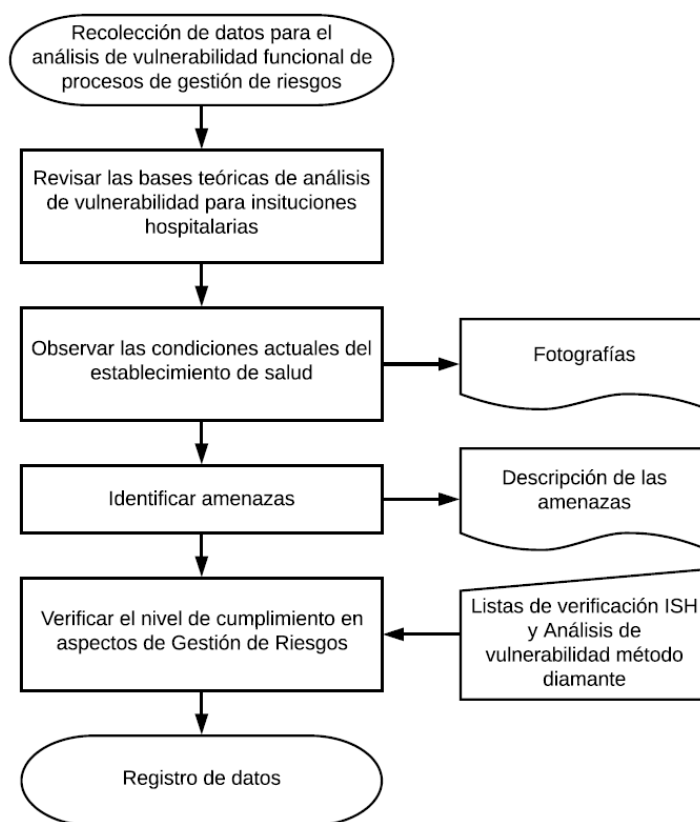 Recolección de datos para el
análisis de vulnerabilidad funcional de
procesos de gestión de riesgos
Revisar las bases teóricas de análisis
de vulnerabilidad para insituciones
hospitalarias
Observar las condiciones actuales del
establecimiento de salud
Fotografías
Identificar amenazas
Descripción de las
amenazas
Verificar el nivel de cumplimiento en
aspectos de Gestión de Riesgos
Listas de verificación ISH
y Análisis de
vulnerabilidad método
diamante
Registro de datos